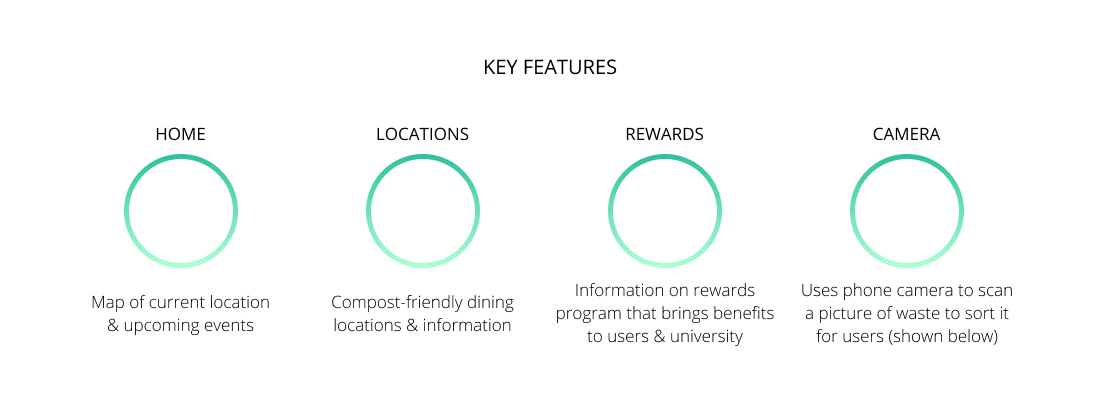 KEY FEATURES
HOME
LOCATIONS
REWARDS
CAMERA
Map of current location
& upcoming events
Compost-friendly dining
locations & information
Information on rewards
program that brings benefits
to users & university
Uses phone camera to scan
a picture of waste to sort it
for users (shown below)